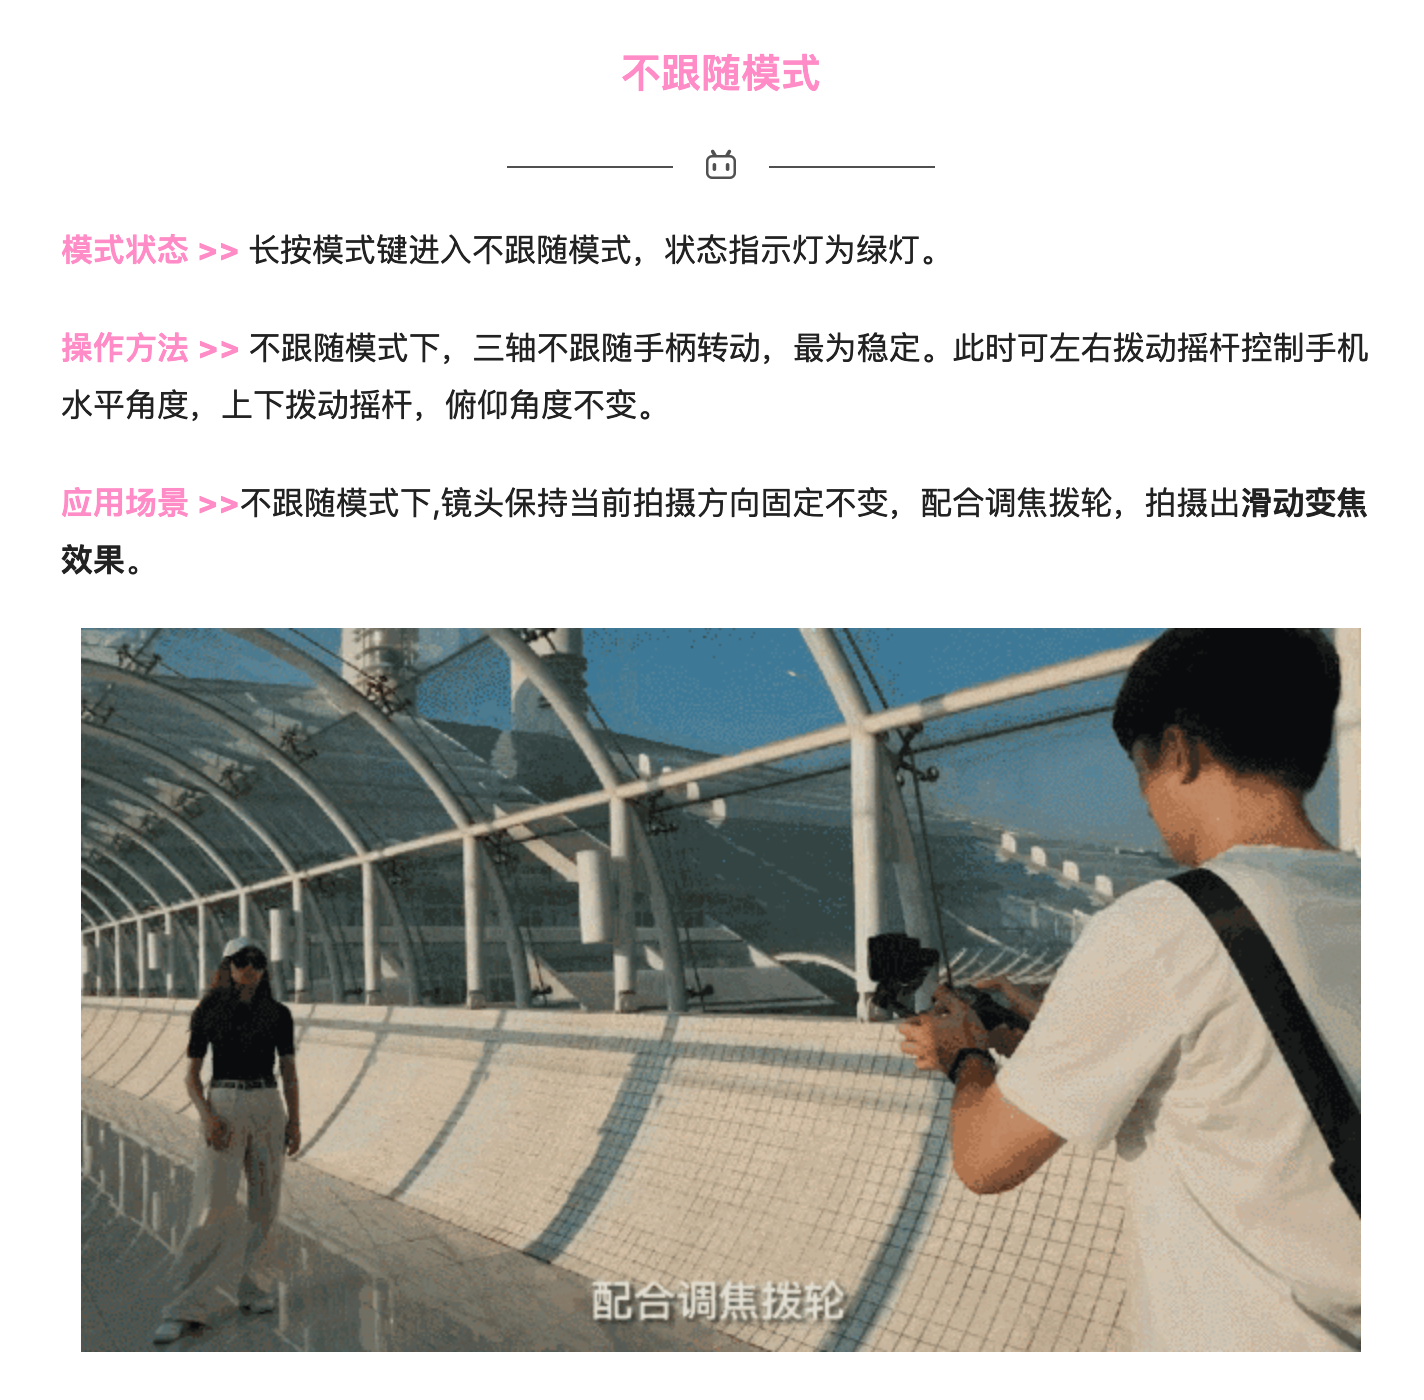 不跟随模式
模式状态 >> 长按模式键进入不跟随模式，状态指示灯为绿灯。
操作方法 >> 不跟随模式下，三轴不跟随手柄转动，最为稳定。此时可左右拨动摇杆控制手机
水平角度，上下拨动摇杆，俯仰角度不变。
应用场景 >>不跟随模式下,镜头保持当前拍摄方向固定不变，配合调焦拨轮，拍摄出滑动变焦
效果。
配合调焦拨轮